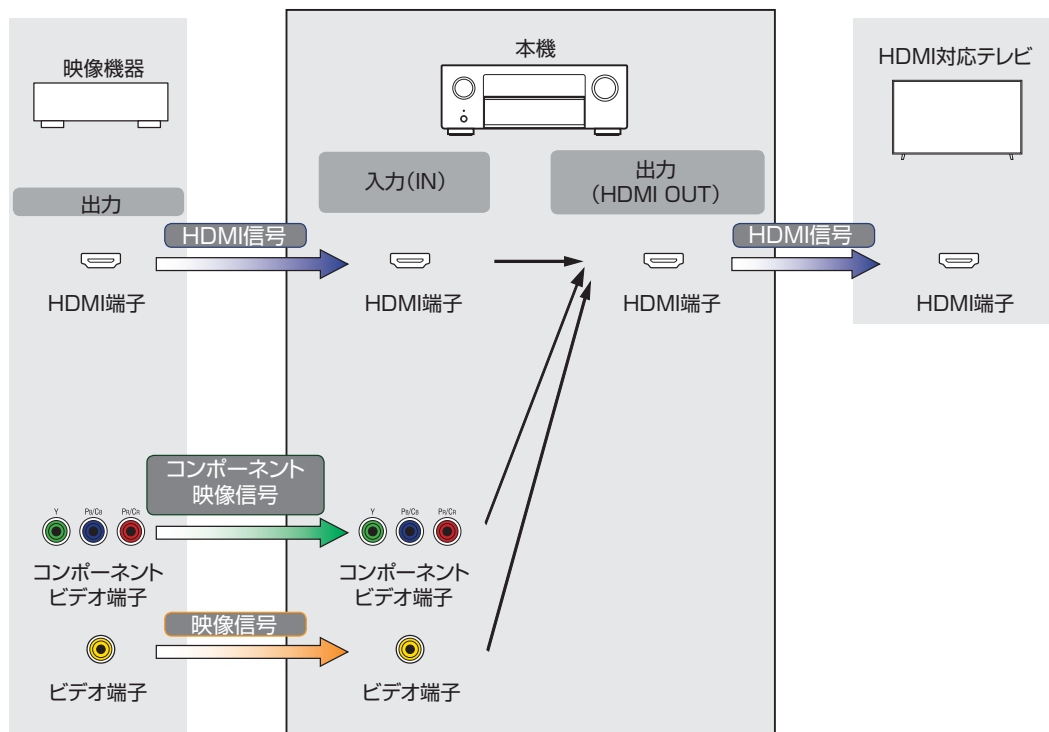 映像機器
本機
HDMI対応テレビ
出力
入力(IN)
出力
(HDMI OUT)
HDMI信号
HDMI信号
HDMI端子
HDMI端子
HDMI端子
HDMI端子
コンポーネント
映像信号
Y PB/CB PR/CR
Y PB/CB PR/CR
コンポーネント
ビデオ端子
コンポーネント
ビデオ端子
映像信号
ビデオ端子
ビデオ端子